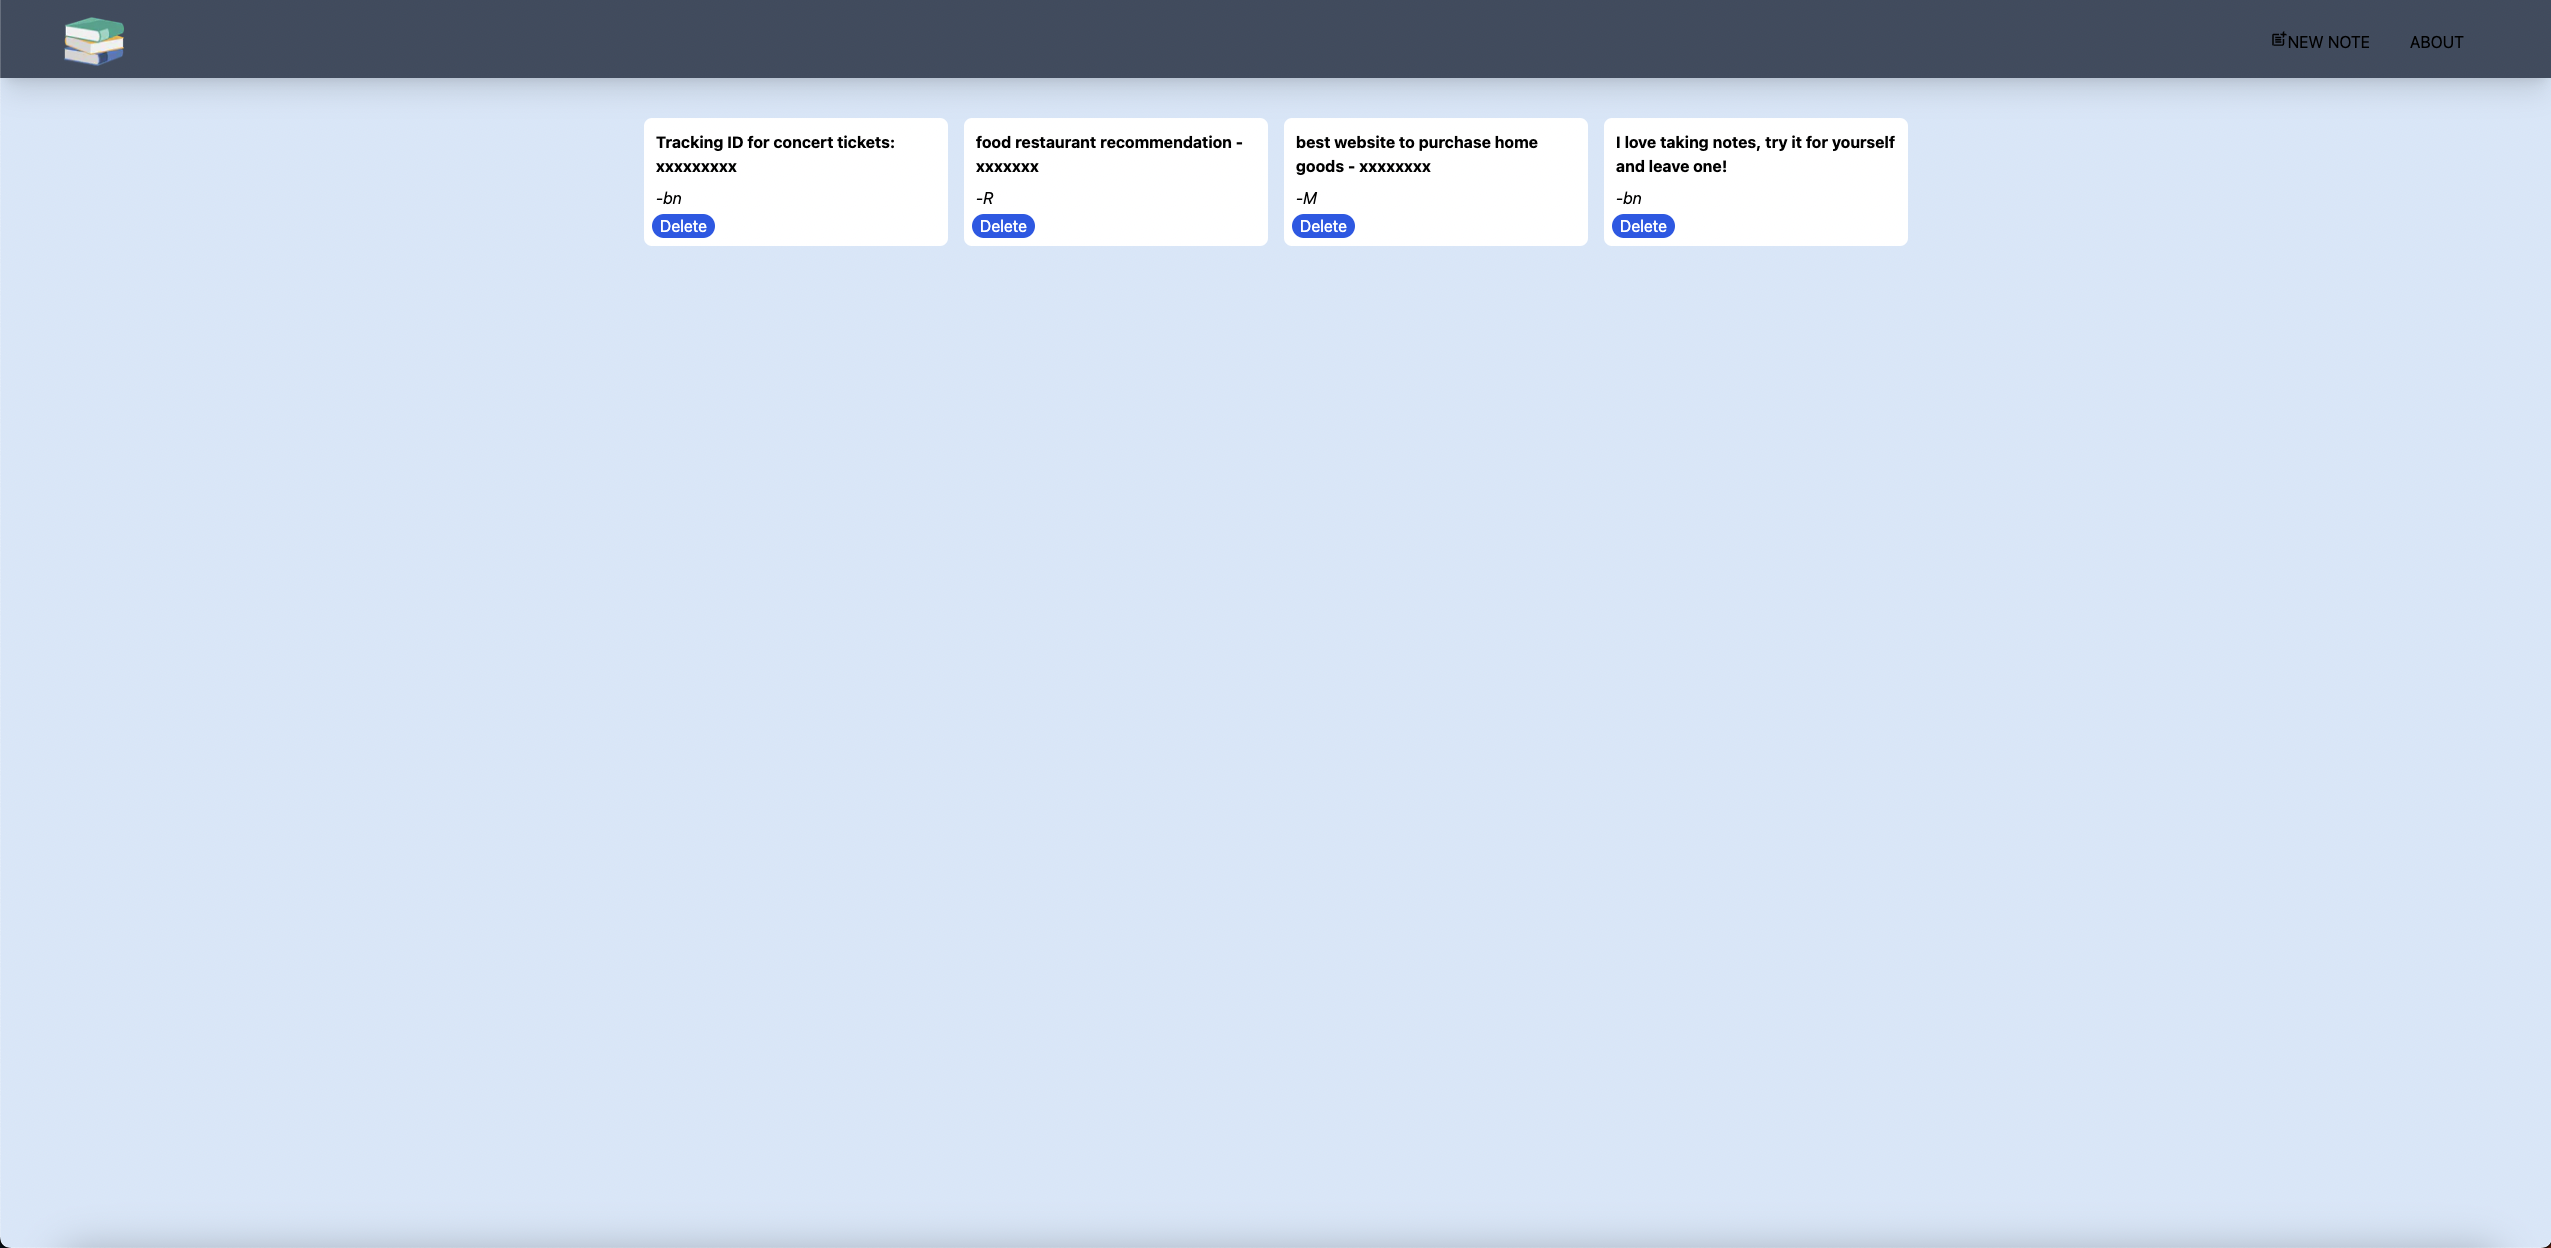 NEW NOTE
ABOUT
Tracking ID for concert tickets:
xxxxxxxxx
-bn
Delete
food restaurant recommendation -
xxxxxxx
-R
Delete
best website to purchase home
goods - xxxxxxxx
-M
Delete
I love taking notes, try it for yourself
and leave one!
-bn
Delete